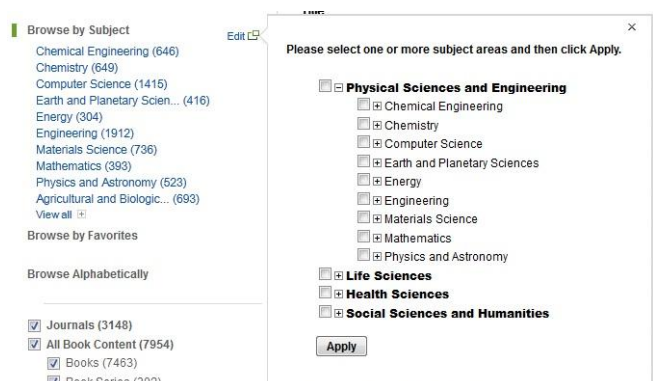 Browse by Subject
Edit
Chemical Engineering (646)
Chemistry (649)
Computer Science (1415)
Earth and Planetary Scien... (416)
Energy (304)
Engineering (1912)
Materials Science (736)
Mathematics (393)
Physics and Astronomy (523)
Agricultural and Biologic... (693)
View all
Browse by Favorites
Browse Alphabetically
Journals (3148)
All Book Content (7954)
Books (7463)
Please select one or more subject areas and then click Apply.
Physical Sciences and Engineering
Chemical Engineering
Chemistry
Computer Science
Earth and Planetary Sciences
Energy
Engineering
Materials Science
Mathematics
Physics and Astronomy
Life Sciences
Health Sciences
Social Sciences and Humanities
Apply